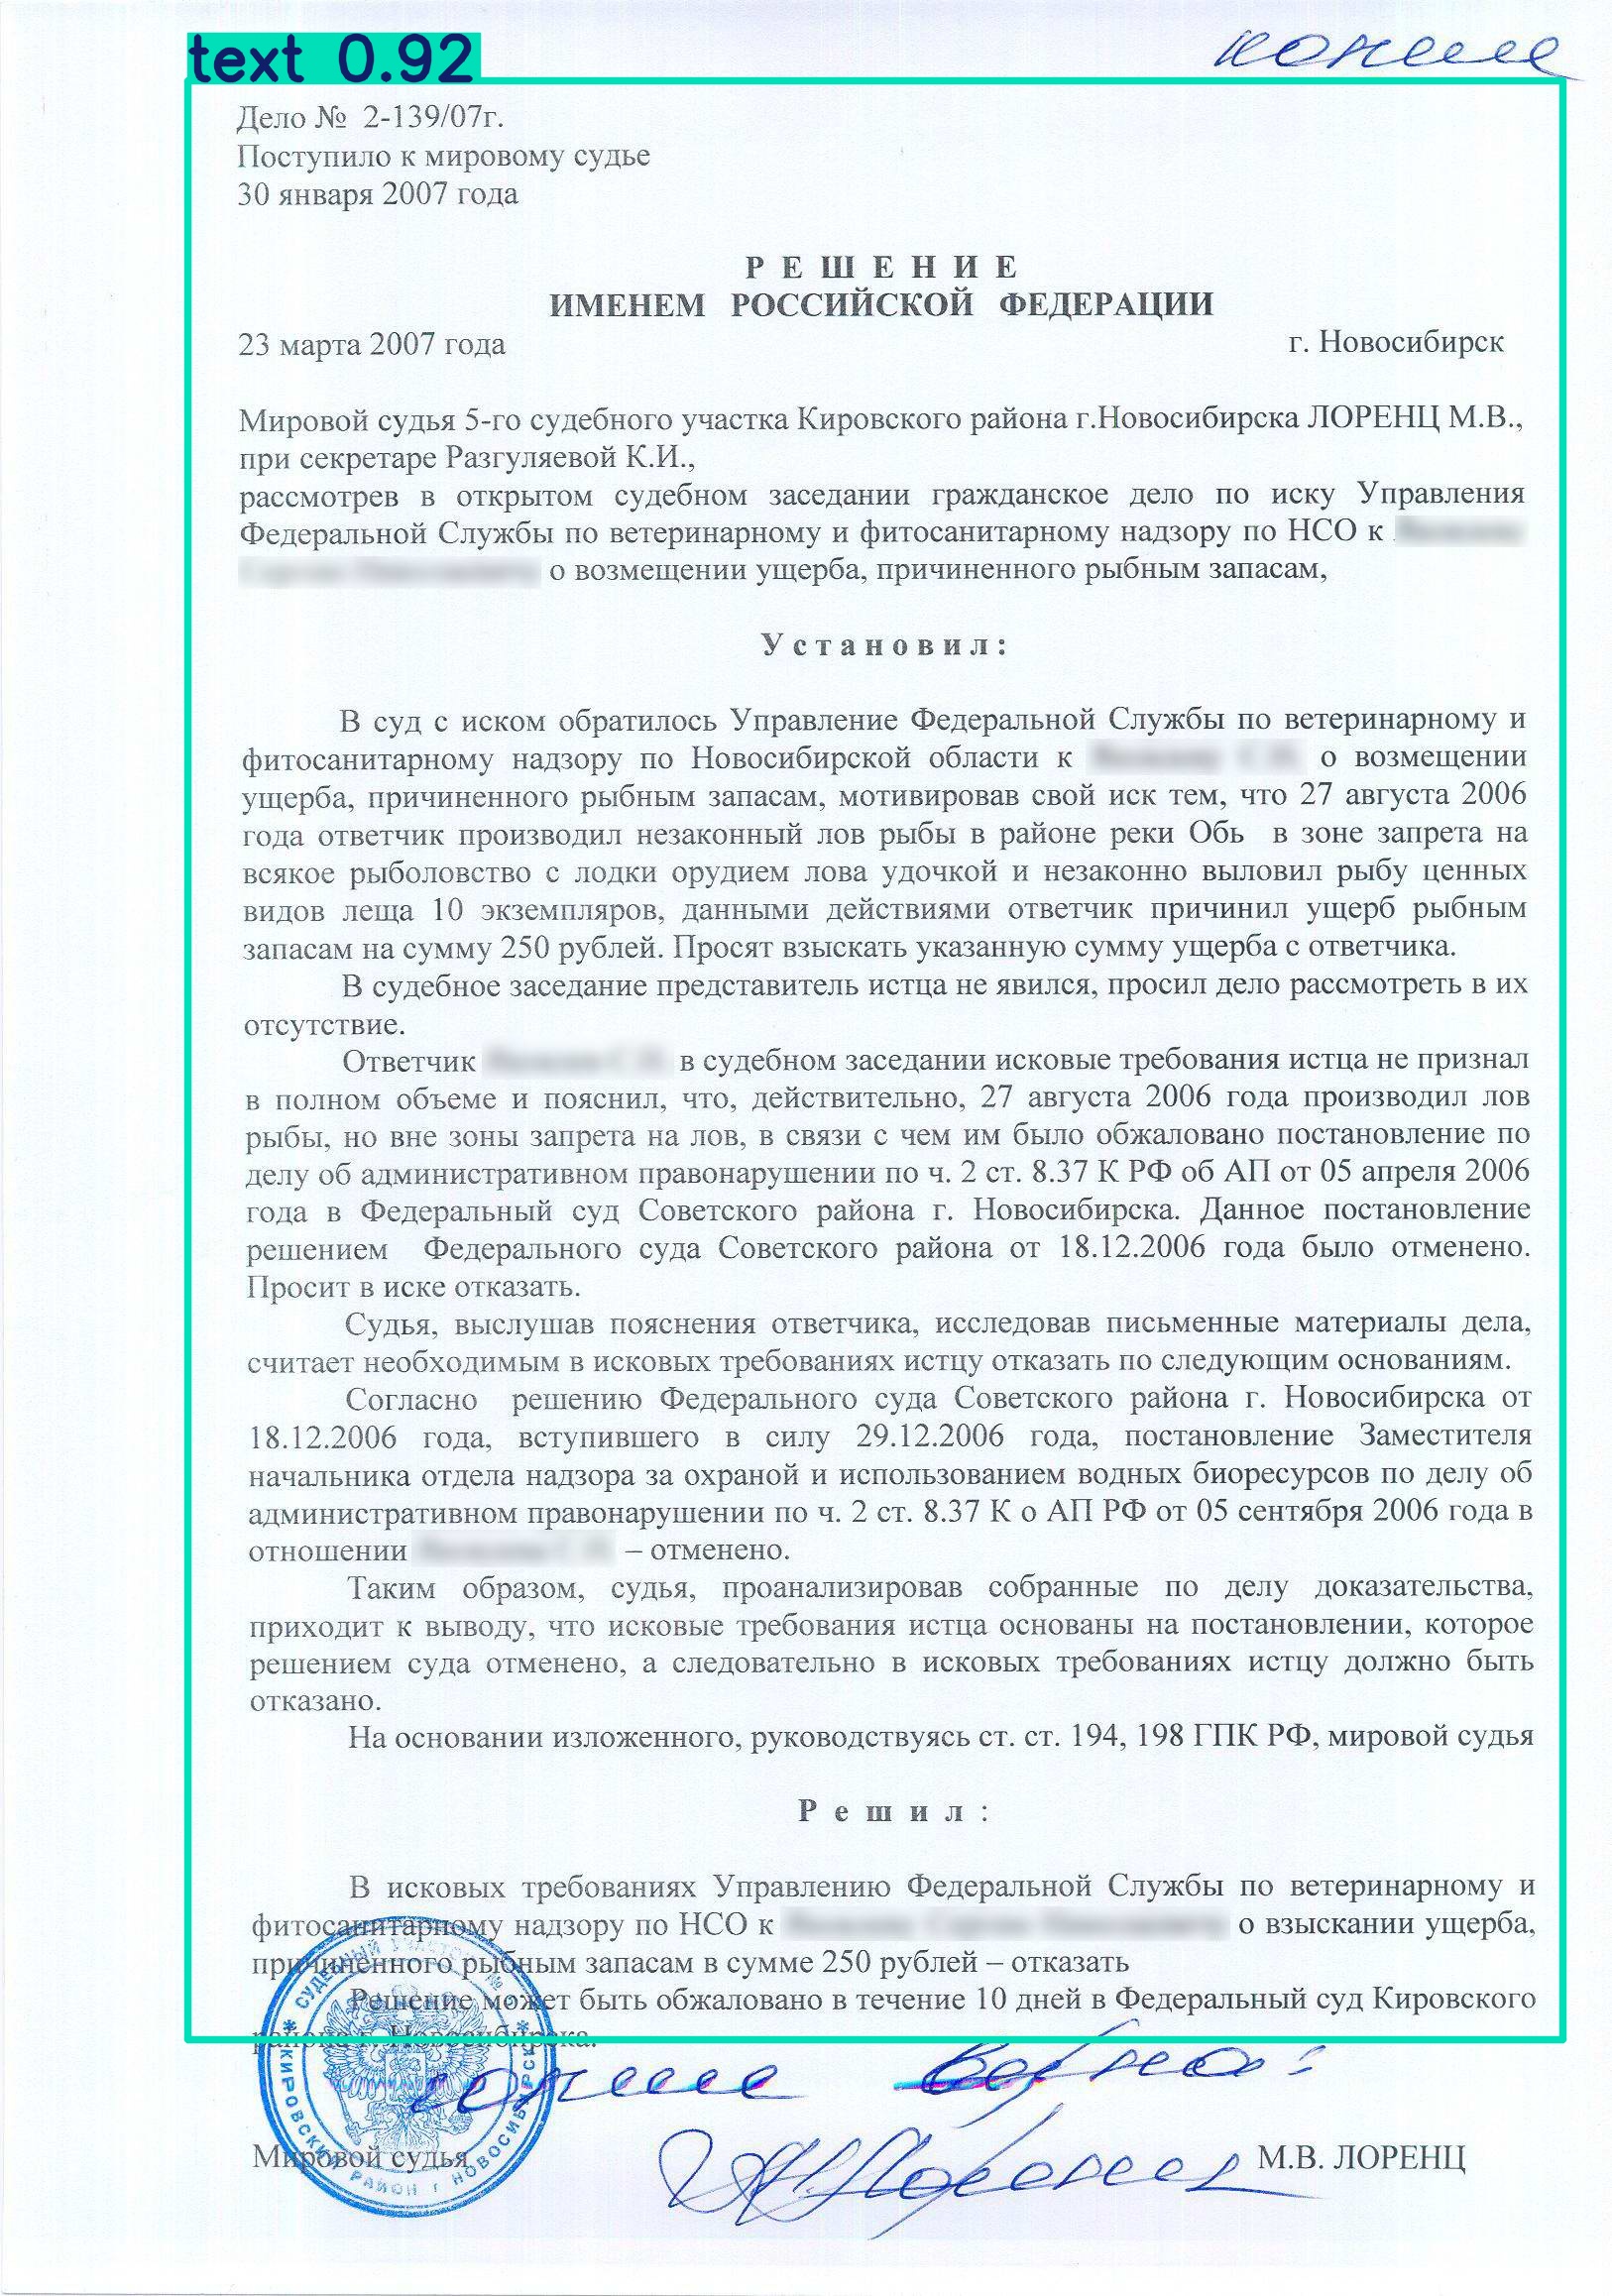 text 0.92
копия
Дело № 2-139/07г.
Поступило к мировому судье
30 января 2007 года
Р Е Ш Е Н И Е
ИМЕНЕМ РОССИЙСКОЙ ФЕДЕРАЦИИ
23 марта 2007 года г. Новосибирск
Мировой судья 5-го судебного участка Кировского района г.Новосибирска ЛОРЕНЦ М.В.,
при секретаре Разгуляевой К.И.,
рассмотрев в открытом судебном заседании гражданское дело по иску Управления
Федеральной Службы по ветеринарному и фитосанитарному надзору по НСО к
о возмещении ущерба, причиненного рыбным запасам,
У с т а н о в и л :
В суд с иском обратилось Управление Федеральной Службы по ветеринарному и
фитосанитарному надзору по Новосибирской области к о возмещении
ущерба, причиненного рыбным запасам, мотивировав свой иск тем, что 27 августа 2006
года ответчик производил незаконный лов рыбы в районе реки Обь в зоне запрета на
всякое рыболовство с лодки орудием лова удочкой и незаконно выловил рыбу ценных
видов леща 10 экземпляров, данными действиями ответчик причинил ущерб рыбным
запасам на сумму 250 рублей. Просят взыскать указанную сумму ущерба с ответчика.
В судебное заседание представитель истца не явился, просил дело рассмотреть в их
отсутствие.
Ответчик в судебном заседании исковые требования истца не признал
в полном объеме и пояснил, что, действительно, 27 августа 2006 года производил лов
рыбы, но вне зоны запрета на лов, в связи с чем им было обжаловано постановление по
делу об административном правонарушении по ч. 2 ст. 8.37 К РФ об АП от 05 апреля 2006
года в Федеральный суд Советского района г. Новосибирска. Данное постановление
решением Федерального суда Советского района от 18.12.2006 года было отменено.
Просит в иске отказать.
Судья, выслушав пояснения ответчика, исследовав письменные материалы дела,
считает необходимым в исковых требованиях истцу отказать по следующим основаниям.
Согласно решению Федерального суда Советского района г. Новосибирска от
18.12.2006 года, вступившего в силу 29.12.2006 года, постановление Заместителя
начальника отдела надзора за охраной и использованием водных биоресурсов по делу об
административном правонарушении по ч. 2 ст. 8.37 К о АП РФ от 05 сентября 2006 года в
отношении – отменено.
Таким образом, судья, проанализировав собранные по делу доказательства,
приходит к выводу, что исковые требования истца основаны на постановлении, которое
решением суда отменено, а следовательно в исковых требованиях истцу должно быть
отказано.
На основании изложенного, руководствуясь ст. ст. 194, 198 ГПК РФ, мировой судья
Р е ш и л :
В исковых требованиях Управлению Федеральной Службы по ветеринарному и
фитосанитарному надзору по НСО к о взыскании ущерба,
причиненного рыбным запасам в сумме 250 рублей – отказать
Решение может быть обжаловано в течение 10 дней в Федеральный суд Кировского
района г. Новосибирска.
копия верна:
Мировой судья М.В. ЛОРЕНЦ
СУДЕБНЫЙ УЧАСТОК №
КИРОВСКИЙ РАЙОН г НОВОСИБИРСК